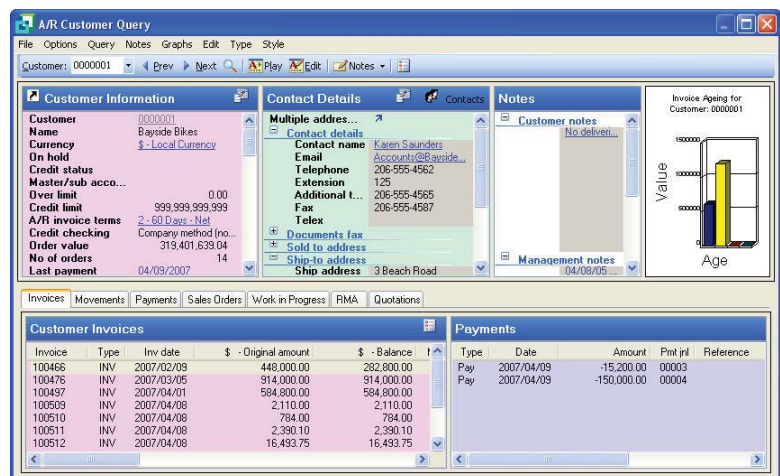 A/R Customer Query
File Options Query Notes Graphs Edit Type Style
Customer: 0000001 Prev Next Play Edit Notes
Customer Information
Customer 0000001
Name Bayside Bikes
Currency $ - Local Currency
On hold
Credit status
Master/sub acco...
Over limit 0.00
Credit limit 999,999,999,999
A/R invoice terms 2 - 60 Days - Net
Credit checking Company method (no...
Order value 319,401,639.04
No of orders 14
Last payment 04/09/2007
Contact Details Contacts
Multiple addres...
Contact details
Contact name Karen Saunders
Email Accounts@Bayside...
Telephone 206-555-4562
Extension 125
Additional t... 206-555-4565
Fax 206-555-4587
Telex
Documents fax
Sold to address
Ship-to address
Ship address 3 Beach Road
Notes
Customer notes
No deliveri...
Management notes
04/08/05 ...
Invoice Ageing for
Customer: 0000001
Value
1500000
1000000
500000
0
Age
Invoices Movements Payments Sales Orders Work in Progress RMA Quotations
Customer Invoices
Invoice Type Inv date $ - Original amount $ - Balance
100466 INV 2007/02/09 448,000.00 282,800.00
100476 INV 2007/03/05 914,000.00 914,000.00
100497 INV 2007/04/01 584,800.00 584,800.00
100509 INV 2007/04/08 2,110.00 2,110.00
100510 INV 2007/04/08 784.00 784.00
100511 INV 2007/04/08 2,390.10 2,390.10
100512 INV 2007/04/08 16,493.75 16,493.75
Payments
Type Date Amount Pmt jnl Reference
Pay 2007/04/09 -15,200.00 00003
Pay 2007/04/09 -150,000.00 00004